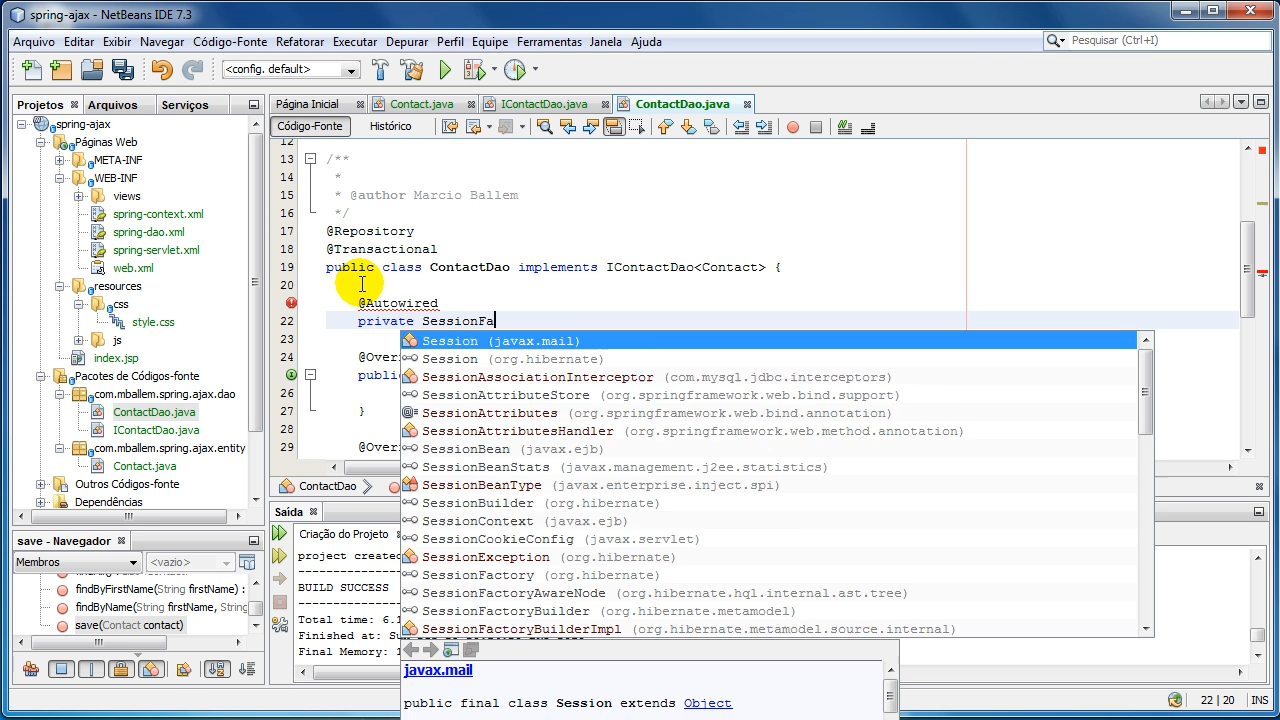 spring-ajax - NetBeans IDE 7.3
Arquivo Editar Exibir Navegar Código-Fonte Refatorar Executar Depurar Perfil Equipe Ferramentas Janela Ajuda
Pesquisar (Ctrl+I)
<config. default>
Projetos Arquivos Serviços
Página Inicial Contact.java IContactDao.java ContactDao.java
Código-Fonte Histórico
spring-ajax
Páginas Web
META-INF
WEB-INF
views
spring-context.xml
spring-dao.xml
spring-servlet.xml
web.xml
resources
css
style.css
js
index.jsp
Pacotes de Códigos-fonte
com.mballem.spring.ajax.dao
ContactDao.java
IContactDao.java
com.mballem.spring.ajax.entity
Contact.java
Outros Códigos-fonte
Dependências
12
13 /**
14 *
15 * @author Marcio Ballem
16 */
17 @Repository
18 @Transactional
19 public class ContactDao implements IContactDao<Contact> {
20
21 @Autowired
22 private SessionFa
23
24 @Over
25 public
26
27 }
28
29 @Over
Session (javax.mail)
Session (org.hibernate)
SessionAssociationInterceptor (com.mysql.jdbc.interceptors)
SessionAttributeStore (org.springframework.web.bind.support)
SessionAttributes (org.springframework.web.bind.annotation)
SessionAttributesHandler (org.springframework.web.method.annotation)
SessionBean (javax.ejb)
SessionBeanStats (javax.management.j2ee.statistics)
SessionBeanType (javax.enterprise.inject.spi)
SessionBuilder (org.hibernate)
SessionContext (javax.ejb)
SessionCookieConfig (javax.servlet)
SessionException (org.hibernate)
SessionFactory (org.hibernate)
SessionFactoryAwareNode (org.hibernate.hql.internal.ast.tree)
SessionFactoryBuilder (org.hibernate.metamodel)
SessionFactoryBuilderImpl (org.hibernate.metamodel.source.internal)
javax.mail
public final class Session extends Object
ContactDao
Saída
Criação do Projeto
project created
BUILD SUCCESS
Total time: 6.1
Finished at: Su
Final Memory: 1
save - Navegador
Membros <vazio>
findByFirstName(String firstName) :
findByName(String firstName, String
save(Contact contact)
22 | 20 INS